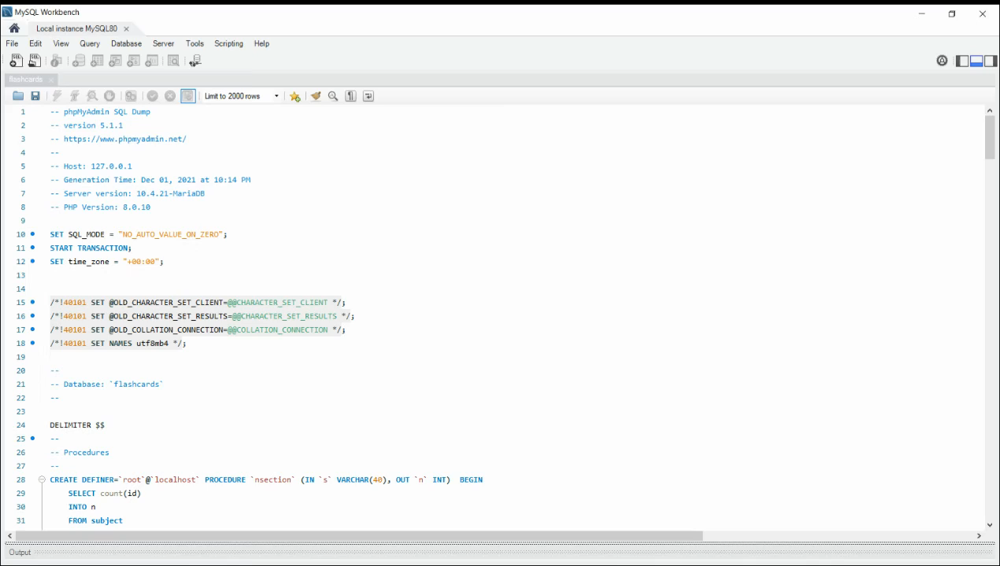 MySQL Workbench
Local instance MySQL80
File Edit View Query Database Server Tools Scripting Help
flashcards
Limit to 2000 rows
1 -- phpMyAdmin SQL Dump
2 -- version 5.1.1
3 -- https://www.phpmyadmin.net/
4 --
5 -- Host: 127.0.0.1
6 -- Generation Time: Dec 01, 2021 at 10:14 PM
7 -- Server version: 10.4.21-MariaDB
8 -- PHP Version: 8.0.10
9
10 SET SQL_MODE = "NO_AUTO_VALUE_ON_ZERO";
11 START TRANSACTION;
12 SET time_zone = "+00:00";
13
14
15 /*!40101 SET @OLD_CHARACTER_SET_CLIENT=@@CHARACTER_SET_CLIENT */;
16 /*!40101 SET @OLD_CHARACTER_SET_RESULTS=@@CHARACTER_SET_RESULTS */;
17 /*!40101 SET @OLD_COLLATION_CONNECTION=@@COLLATION_CONNECTION */;
18 /*!40101 SET NAMES utf8mb4 */;
19
20 --
21 -- Database: `flashcards`
22 --
23
24 DELIMITER $$
25 --
26 -- Procedures
27 --
28 CREATE DEFINER=`root`@`localhost` PROCEDURE `nsection` (IN `s` VARCHAR(40), OUT `n` INT)  BEGIN
29 SELECT count(id)
30 INTO n
31 FROM subject
Output